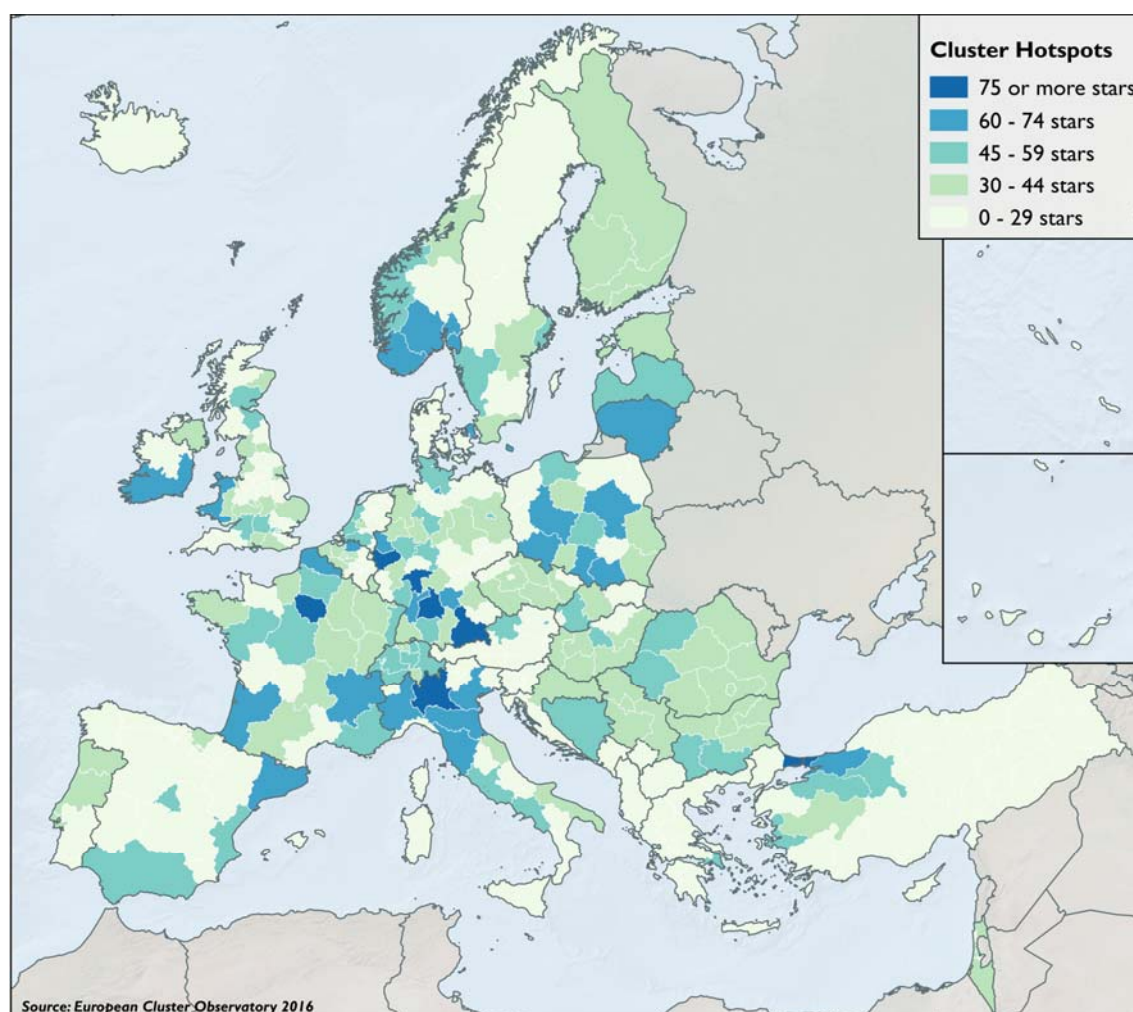 Cluster Hotspots
75 or more stars
60 - 74 stars
45 - 59 stars
30 - 44 stars
0 - 29 stars
Source: European Cluster Observatory 2016